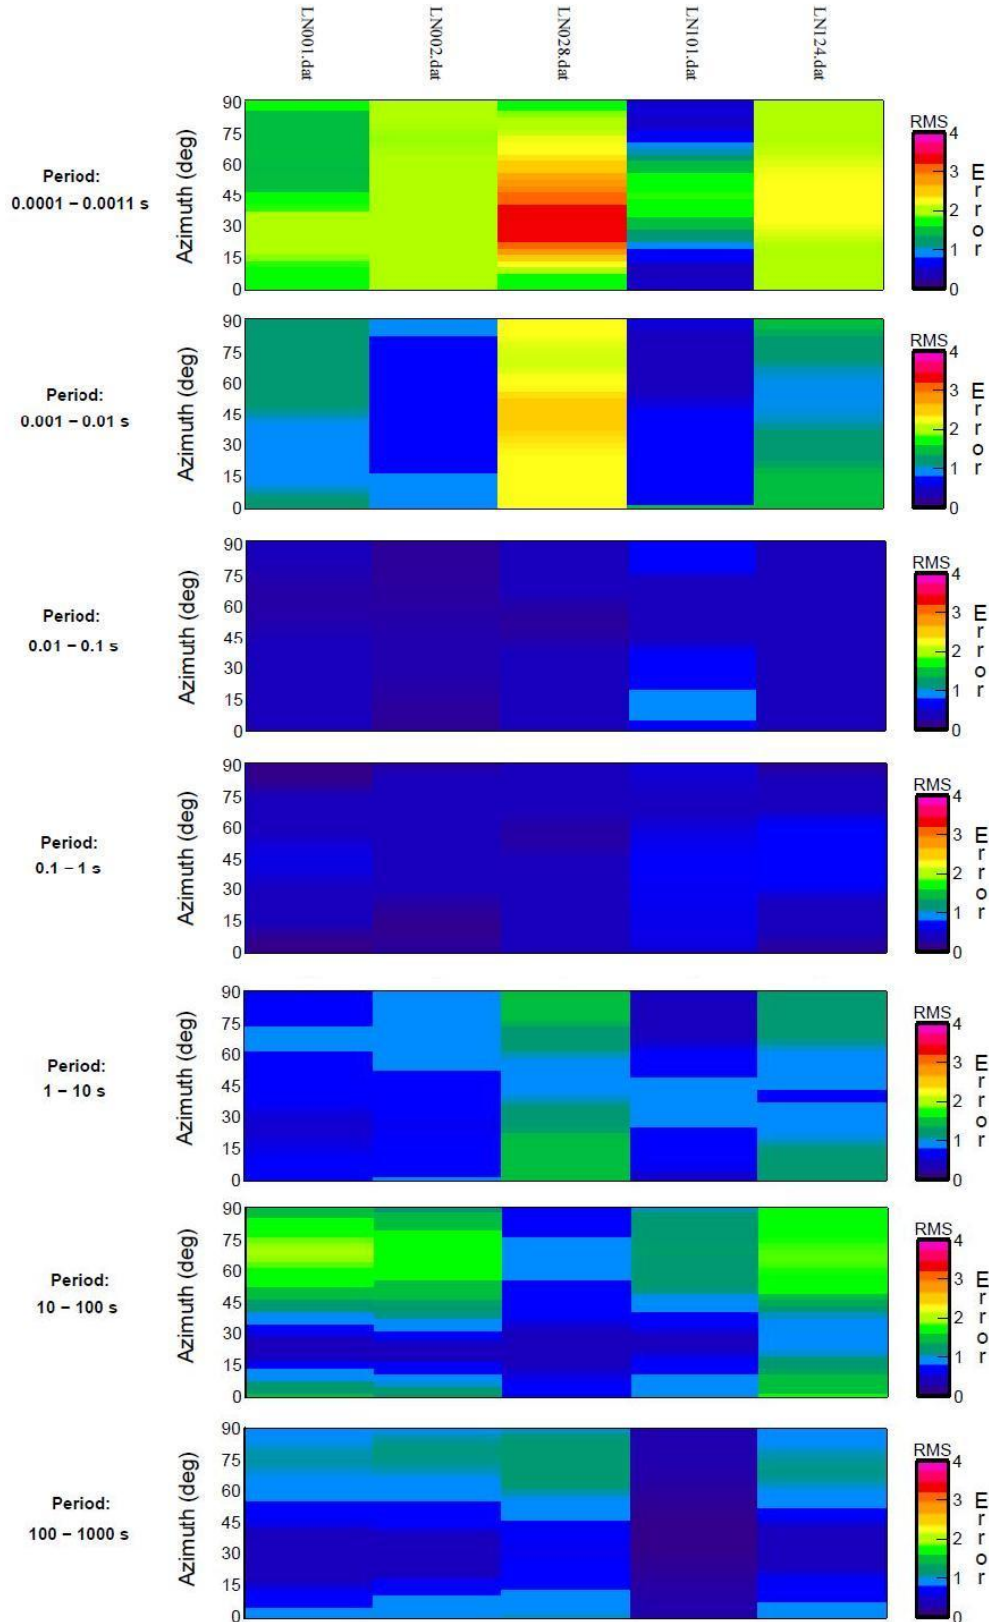 LN001.dat
LN002.dat
LN028.dat
LN101.dat
LN124.dat
Period:
0.0001 – 0.0011 s
Azimuth (deg)
90
75
60
45
30
15
0
RMS
4
3
2
1
0
Error
Period:
0.001 – 0.01 s
Azimuth (deg)
90
75
60
45
30
15
0
RMS
4
3
2
1
0
Error
Period:
0.01 – 0.1 s
Azimuth (deg)
90
75
60
45
30
15
0
RMS
4
3
2
1
0
Error
Period:
0.1 – 1 s
Azimuth (deg)
90
75
60
45
30
15
0
RMS
4
3
2
1
0
Error
Period:
1 – 10 s
Azimuth (deg)
90
75
60
45
30
15
0
RMS
4
3
2
1
0
Error
Period:
10 – 100 s
Azimuth (deg)
90
75
60
45
30
15
0
RMS
4
3
2
1
0
Error
Period:
100 – 1000 s
Azimuth (deg)
90
75
60
45
30
15
0
RMS
4
3
2
1
0
Error